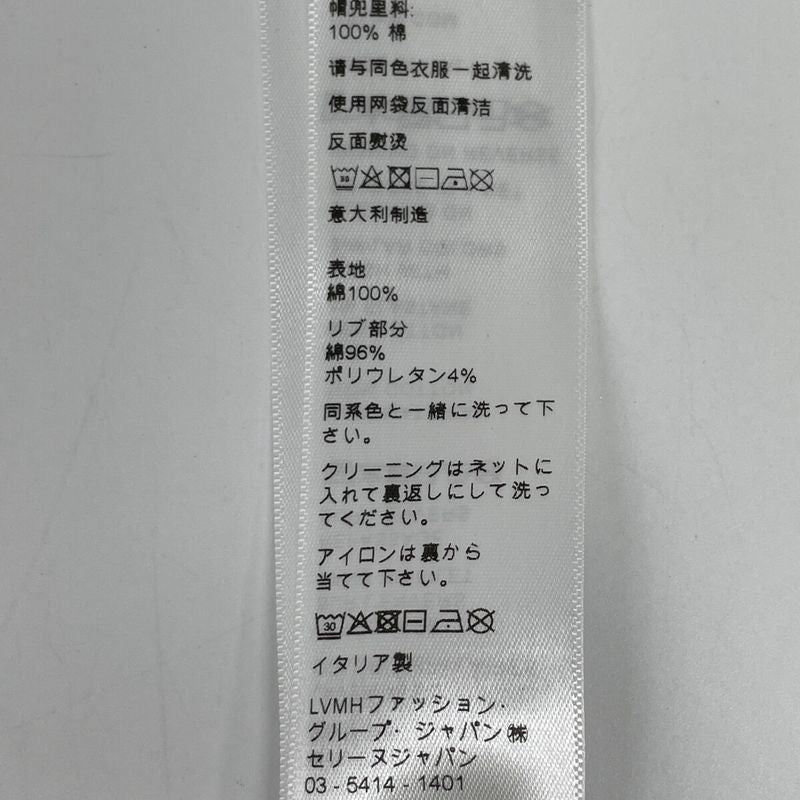 帽兜里料:
100% 棉
请与同色衣服一起清洗
使用网袋反面清洁
反面熨烫
30
意大利制造
表地
綿100%
リブ部分
綿96%
ポリウレタン4%
同系色と一緒に洗って下
さい。
クリーニングはネットに
入れて裏返しにして洗っ
てください。
アイロンは裏から
当てて下さい。
30
イタリア製
LVMHファッション·
グループ· ジャパン㈱
セリーヌジャパン
03 - 5414 - 1401